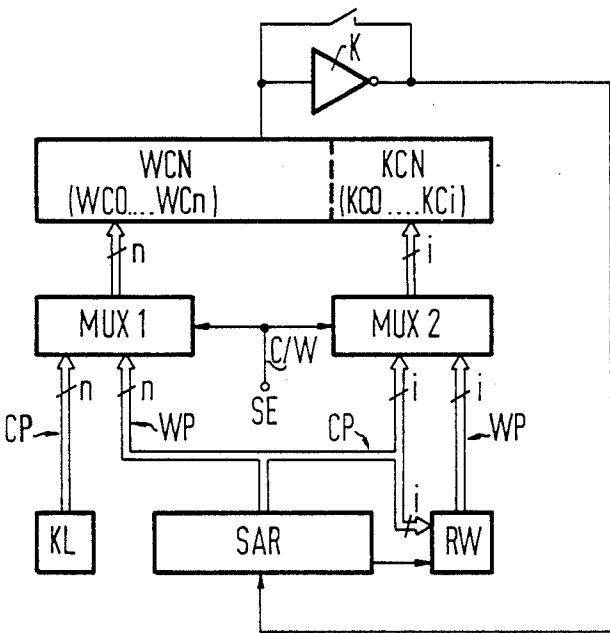 K
WCN KCN
(WC0....WCn) (KC0....KCi)
n i
MUX 1 MUX 2
C/W
n n i i
SE
CP WP CP WP
i
KL SAR RW